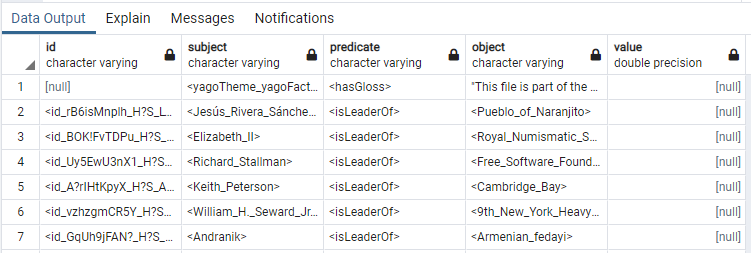 Data Output Explain Messages Notifications
id subject predicate object value
character varying character varying character varying character varying double precision
1 [null] <yagoTheme_yagoFact... <hasGloss> "This file is part of the ... [null]
2 <id_rB6isMnplh_H?S_L... <Jesús_Rivera_Sánche... <isLeaderOf> <Pueblo_of_Naranjito> [null]
3 <id_BOK!FvTDPu_H?S_... <Elizabeth_II> <isLeaderOf> <Royal_Numismatic_S... [null]
4 <id_Uy5EwU3nX1_H?S... <Richard_Stallman> <isLeaderOf> <Free_Software_Found... [null]
5 <id_A?rIHtKpyX_H?S_A... <Keith_Peterson> <isLeaderOf> <Cambridge_Bay> [null]
6 <id_vzhzgmCR5Y_H?S... <William_H._Seward_Jr... <isLeaderOf> <9th_New_York_Heavy... [null]
7 <id_GqUh9jFAN?_H?S_... <Andranik> <isLeaderOf> <Armenian_fedayi> [null]